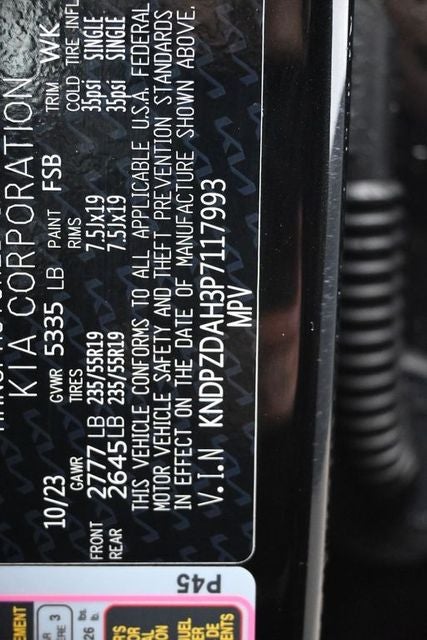 KIA CORPORATION
10/23 GVWR 5335 LB PAINT FSB TRIM WK
GAWR TIRES RIMS COLD TIRE INFL
FRONT 2777 LB 235/55R19 7.5Jx19 35psi SINGLE
REAR 2645 LB 235/55R19 7.5Jx19 35psi SINGLE
THIS VEHICLE CONFORMS TO ALL APPLICABLE U.S.A. FEDERAL
MOTOR VEHICLE SAFETY AND THEFT PREVENTION STANDARDS
IN EFFECT ON THE DATE OF MANUFACTURE SHOWN ABOVE.
V.I.N KNDPZDAH3P7117993
MPV
P45